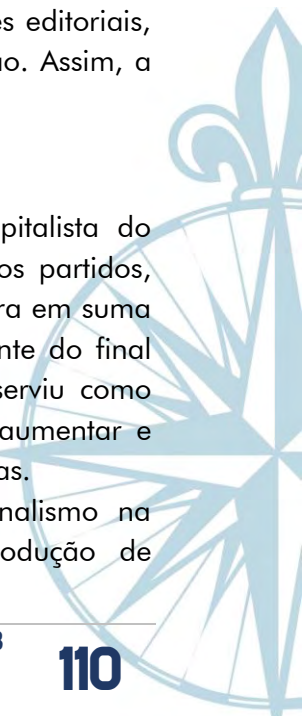 es editoriais,
o. Assim, a
pitalista do
os partidos,
ra em suma
nte do final
serviu como
aumentar e
as.
nalismo na
odução de
3
110